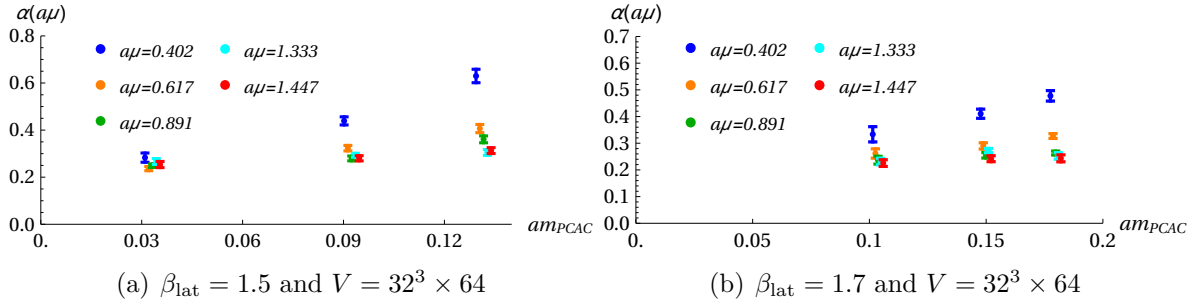 α(aμ)
0.8
0.6
0.4
0.2
0.0
0. 0.03 0.06 0.09 0.12
am_PCAC
aμ=0.402
aμ=0.617
aμ=0.891
aμ=1.333
aμ=1.447
(a) β_lat = 1.5 and V = 32³ × 64
α(aμ)
0.7
0.6
0.5
0.4
0.3
0.2
0.1
0.0
0. 0.05 0.1 0.15 0.2
am_PCAC
aμ=0.402
aμ=0.617
aμ=0.891
aμ=1.333
aμ=1.447
(b) β_lat = 1.7 and V = 32³ × 64